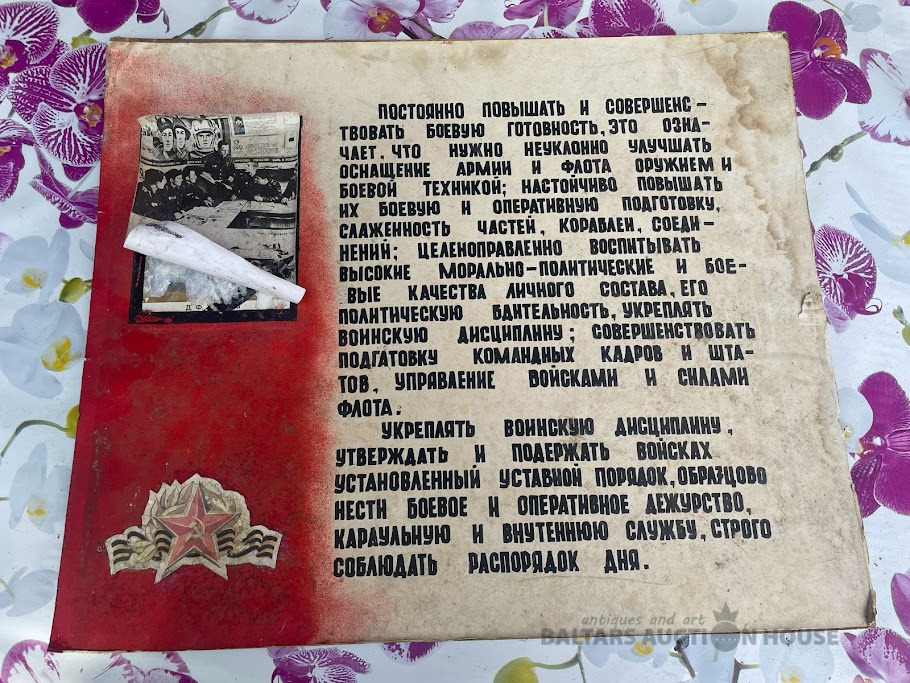 ПОСТОЯННО ПОВЫШАТЬ И СОВЕРШЕНС-
ТВОВАТЬ БОЕВУЮ ГОТОВНОСТЬ, ЭТО ОЗНА-
ЧАЕТ, ЧТО НУЖНО НЕУКЛОННО УЛУЧШАТЬ
ОСНАЩЕНИЕ АРМИИ И ФЛОТА ОРУЖИЕМ И
БОЕВОЙ ТЕХНИКОЙ; НАСТОЙЧИВО ПОВЫШАТЬ
ИХ БОЕВУЮ И ОПЕРАТИВНУЮ ПОДГОТОВКУ,
СЛАЖЕННОСТЬ ЧАСТЕЙ, КОРАБЛЕЙ, СОЕДИ-
НЕНИЙ; ЦЕЛЕНОПРАВЛЕННО ВОСПИТЫВАТЬ
ВЫСОКИЕ МОРАЛЬНО-ПОЛИТИЧЕСКИЕ И БОЕ-
ВЫЕ КАЧЕСТВА ЛИЧНОГО СОСТАВА, ЕГО
ПОЛИТИЧЕСКУЮ БДИТЕЛЬНОСТЬ, УКРЕПЛЯТЬ
ВОИНСКУЮ ДИСЦИПЛИНУ; СОВЕРШЕНСТВОВАТЬ
ПОДГАТОВКУ КОМАНДНЫХ КАДРОВ И ШТА-
ТОВ, УПРАВЛЕНИЕ ВОЙСКАМИ И СИЛАМИ
ФЛОТА.
УКРЕПЛЯТЬ ВОИНСКУЮ ДИСЦИПЛИНУ,
УТВЕРЖДАТЬ И ПОДЕРЖАТЬ ВОЙСКАХ
УСТАНОВЛЕННЫЙ УСТАВНОЙ ПОРЯДОК, ОБРАЗЦОВО
НЕСТИ БОЕВОЕ И ОПЕРАТИВНОЕ ДЕЖУРСТВО,
КАРАУЛЬНУЮ И ВНУТЕННЮЮ СЛУЖБУ, СТРОГО
СОБЛЮДАТЬ РАСПОРЯДОК ДНЯ.
antiques and art
BALTARS AUCTION HOUSE